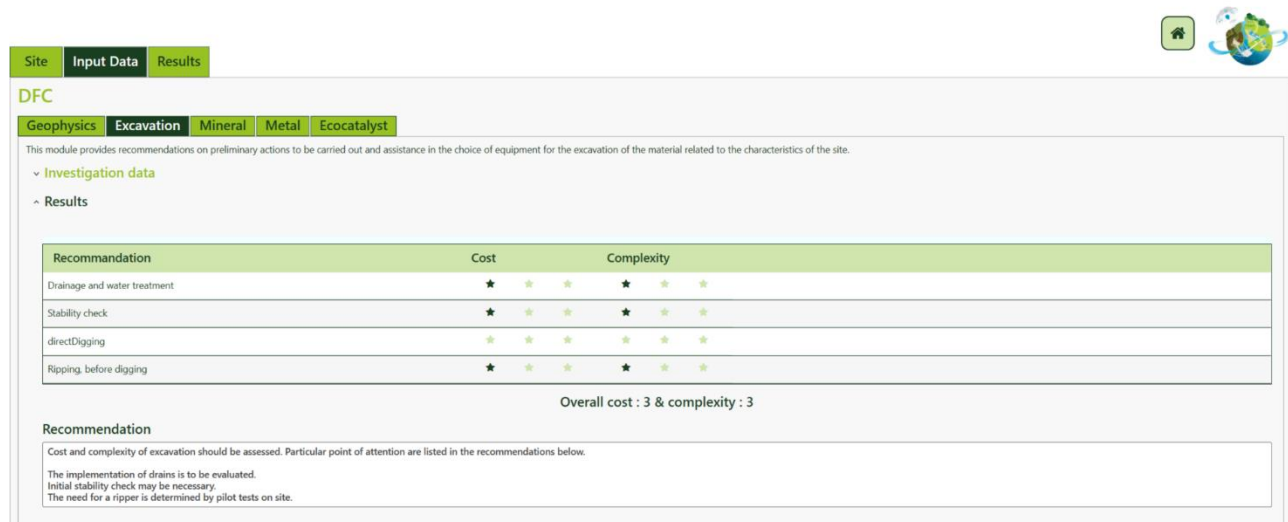 Site Input Data Results
DFC
Geophysics Excavation Mineral Metal Ecocatalyst
This module provides recommendations on preliminary actions to be carried out and assistance in the choice of equipment for the excavation of the material related to the characteristics of the site.
Investigation data
Results
Recommandation Cost Complexity
Drainage and water treatment
Stability check
directDigging
Ripping, before digging
Overall cost : 3 & complexity : 3
Recommendation
Cost and complexity of excavation should be assessed. Particular point of attention are listed in the recommendations below.
The implementation of drains is to be evaluated.
Initial stability check may be necessary.
The need for a ripper is determined by pilot tests on site.